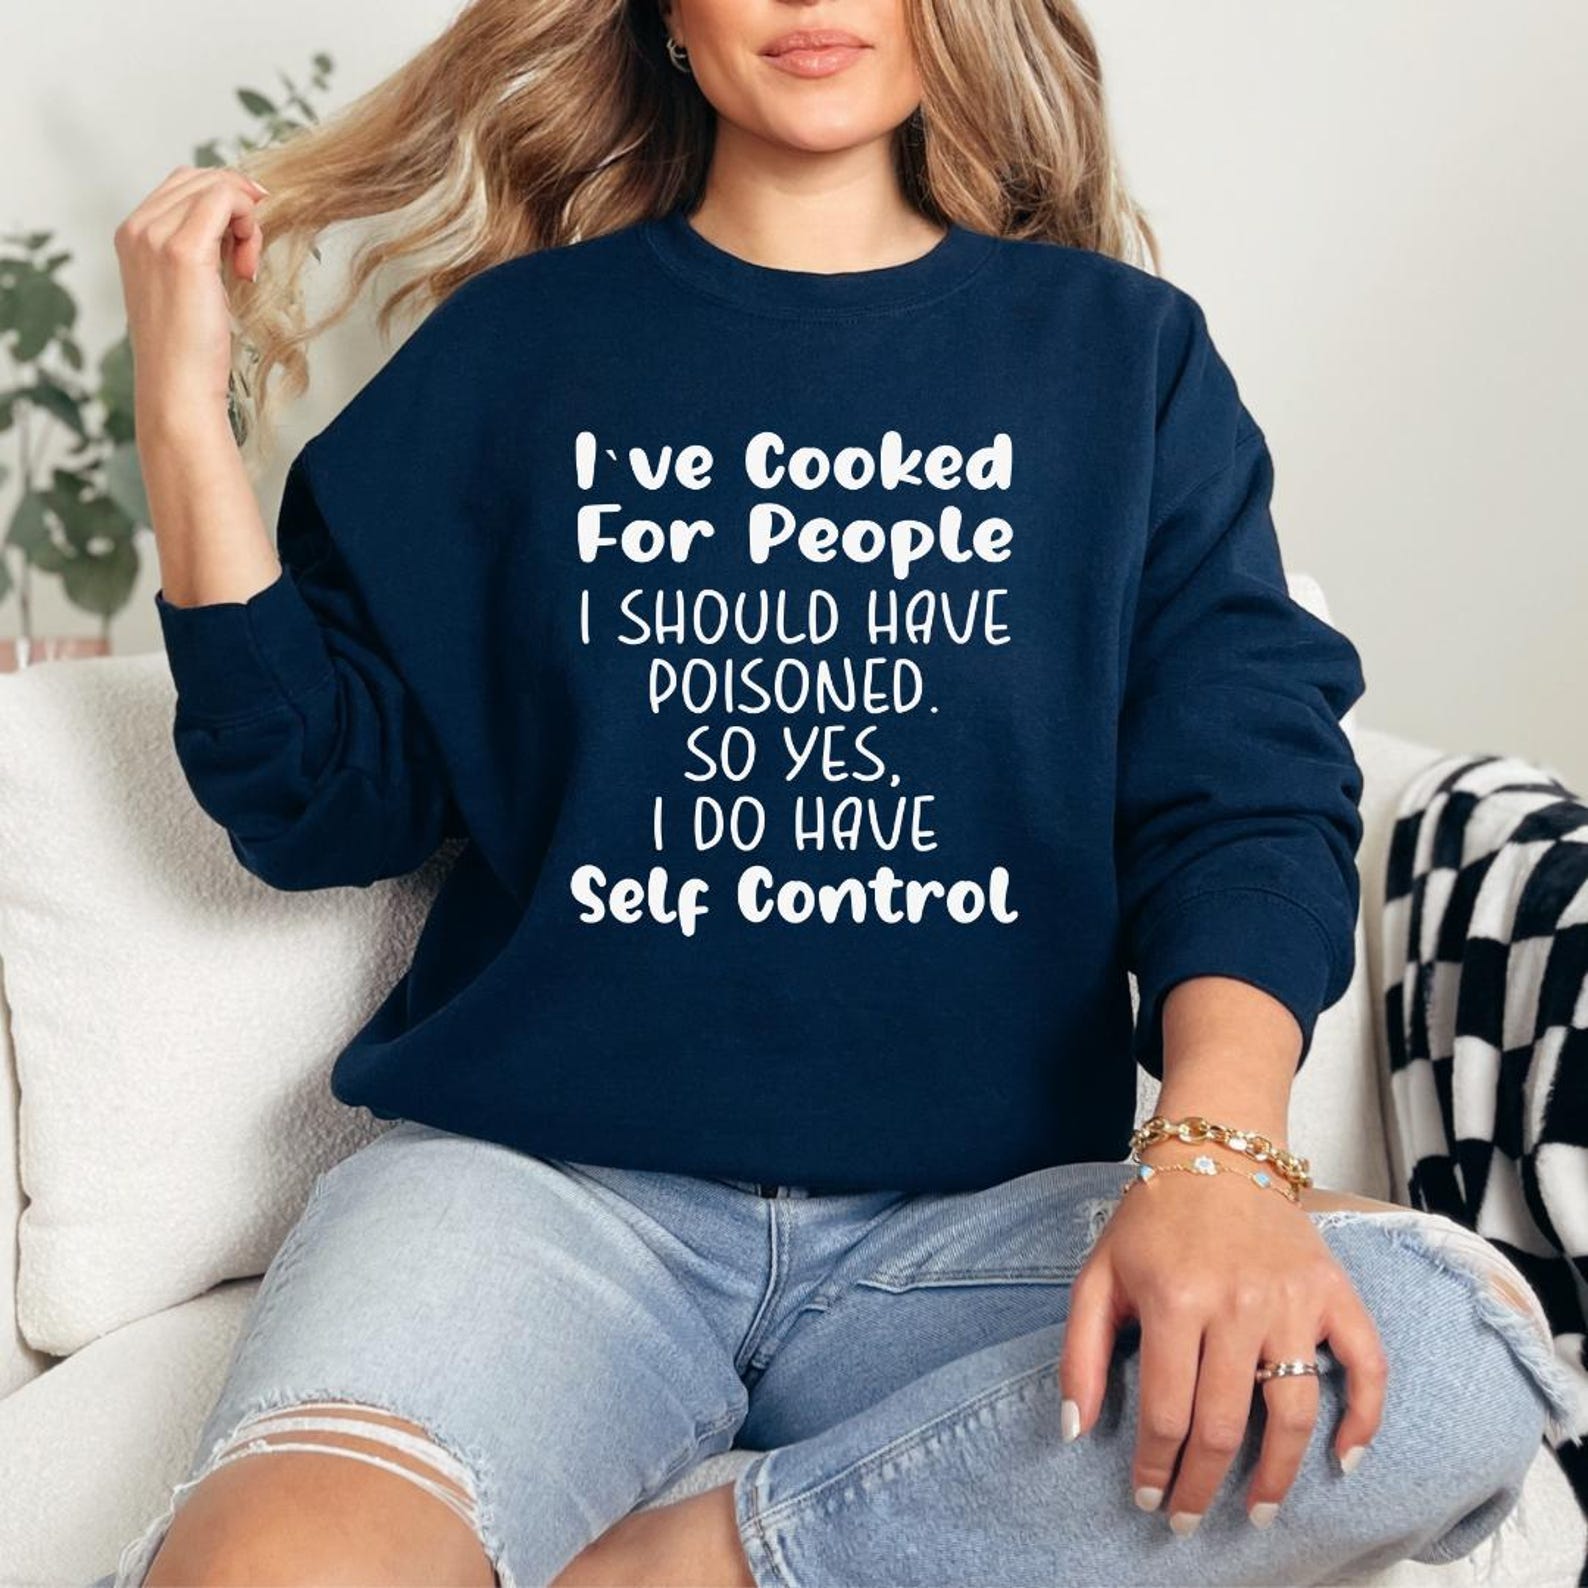 I`ve Cooked
For People
I SHOULD HAVE
POISONED.
SO YES,
I DO HAVE
Self Control